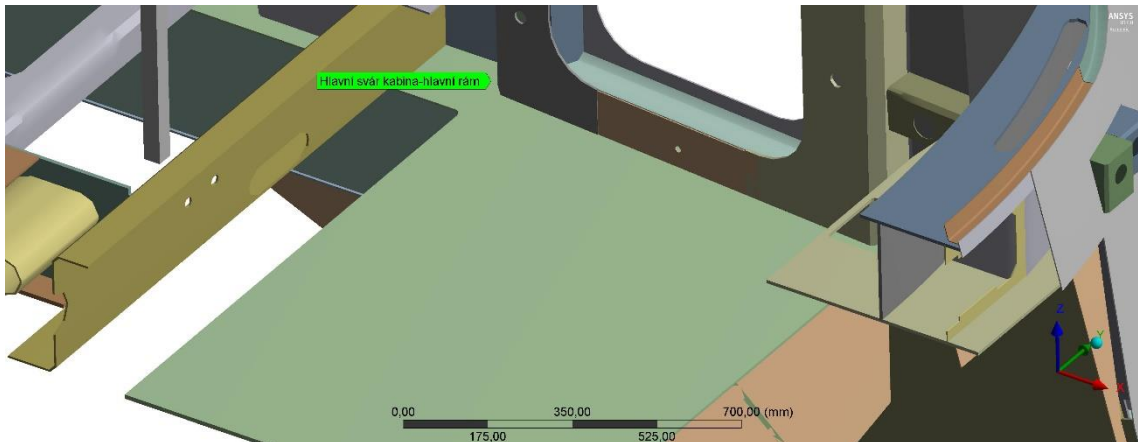 ANSYS
Hlavní svár kabina-hlavní rám
Z
Y
X
0,00 350,00 700,00 (mm)
175,00 525,00